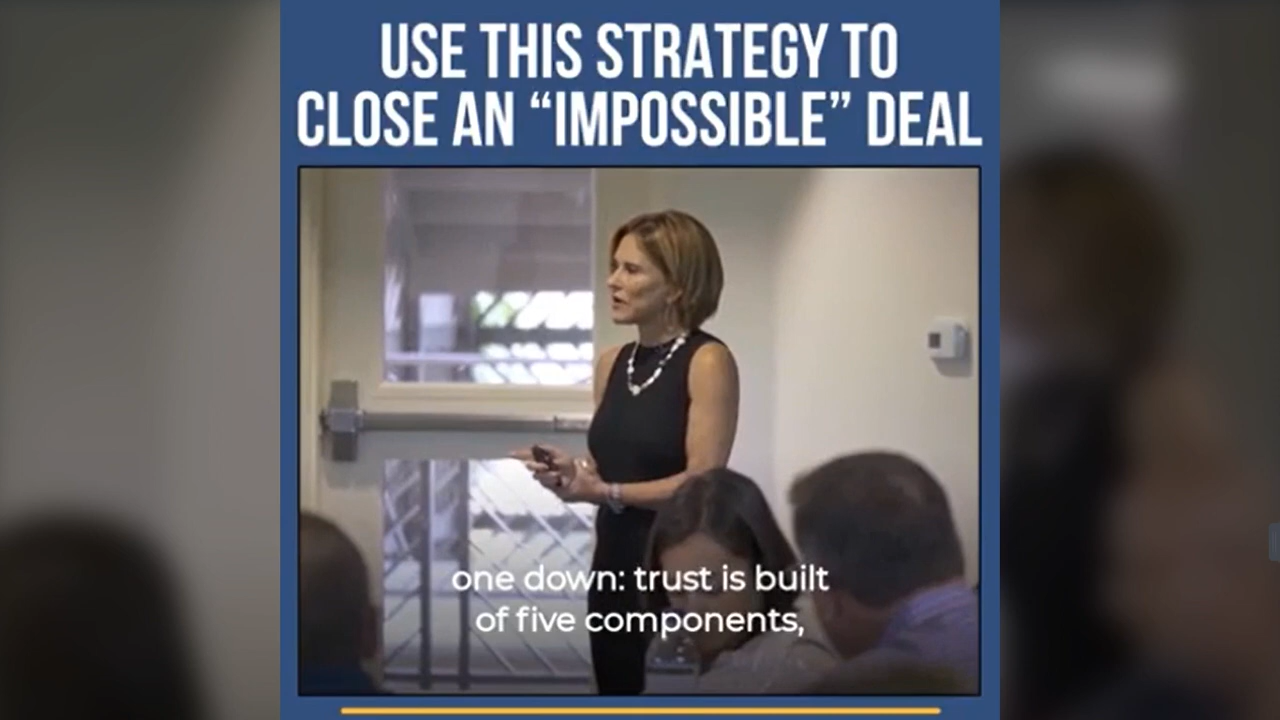 USE THIS STRATEGY TO
CLOSE AN “IMPOSSIBLE” DEAL
one down: trust is built
of five components,